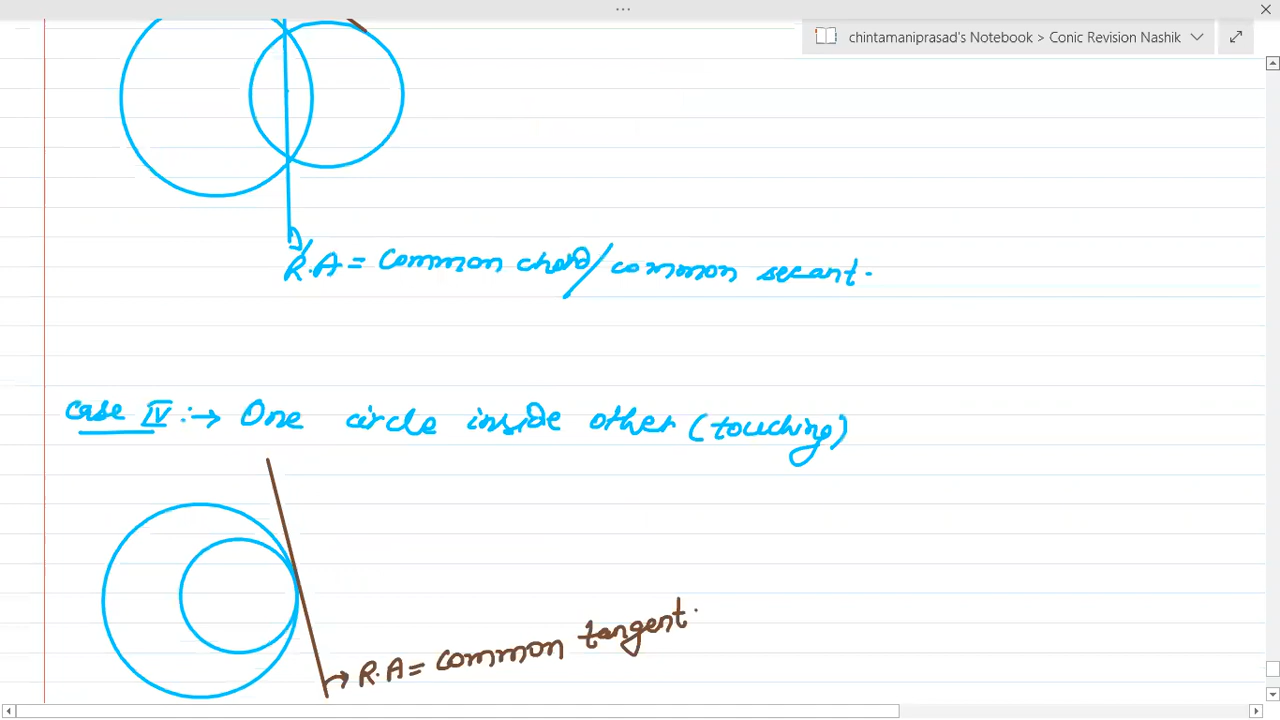 chintamaniprasad's Notebook > Conic Revision Nashik
R.A = Common chord/common secant.
Case IV :→ One circle inside other (touching)
→ R.A = common tangent.